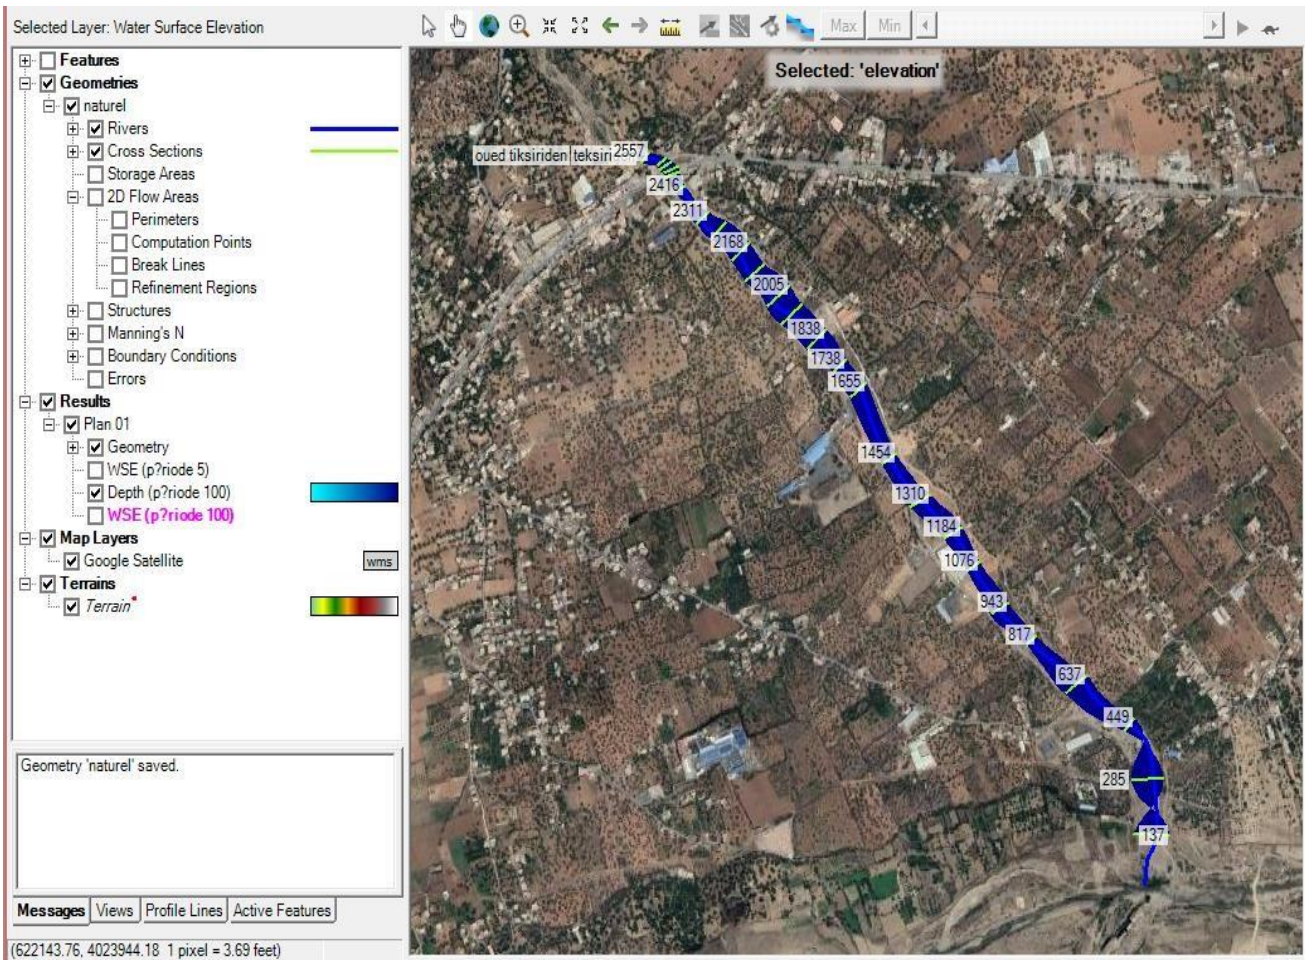 Selected Layer: Water Surface Elevation
Max Min
Features
Geometries
naturel
Rivers
Cross Sections
Storage Areas
2D Flow Areas
Perimeters
Computation Points
Break Lines
Refinement Regions
Structures
Manning's N
Boundary Conditions
Errors
Results
Plan 01
Geometry
WSE (p?riode 5)
Depth (p?riode 100)
WSE (p?riode 100)
Map Layers
Google Satellite wms
Terrains
Terrain
Geometry 'naturel' saved.
Messages Views Profile Lines Active Features
(622143.76, 4023944.18 1 pixel = 3.69 feet)
Selected: 'elevation'
oued tiksiriden teksiri 2557
2416
2311
2168
2005
1838
1738
1655
1454
1310
1184
1076
943
817
637
449
285
137